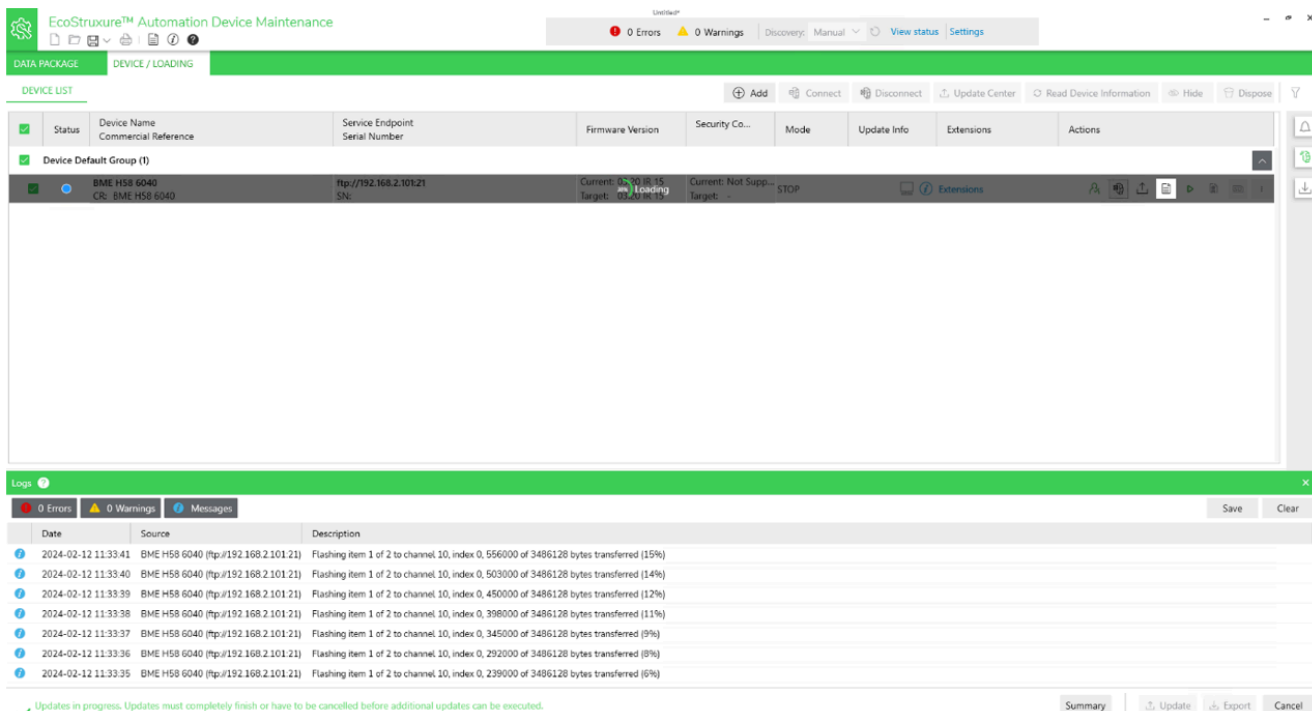 Untitled*
EcoStruxure™ Automation Device Maintenance
0 Errors 0 Warnings Discovery: Manual View status Settings
DATA PACKAGE DEVICE / LOADING
DEVICE LIST
Add Connect Disconnect Update Center Read Device Information Hide Dispose
Status Device Name Service Endpoint Firmware Version Security Co... Mode Update Info Extensions Actions
Commercial Reference Serial Number
Device Default Group (1)
BME H58 6040 ftp://192.168.2.101:21 Current: 03.20 IR 15 Loading Current: Not Supp... STOP Extensions
CR: BME H58 6040 SN: Target: 03.20 IR 15 Target: -
Logs
0 Errors 0 Warnings Messages Save Clear
Date Source Description
2024-02-12 11:33:41 BME H58 6040 (ftp://192.168.2.101:21) Flashing item 1 of 2 to channel 10, index 0, 556000 of 3486128 bytes transferred (15%)
2024-02-12 11:33:40 BME H58 6040 (ftp://192.168.2.101:21) Flashing item 1 of 2 to channel 10, index 0, 503000 of 3486128 bytes transferred (14%)
2024-02-12 11:33:39 BME H58 6040 (ftp://192.168.2.101:21) Flashing item 1 of 2 to channel 10, index 0, 450000 of 3486128 bytes transferred (12%)
2024-02-12 11:33:38 BME H58 6040 (ftp://192.168.2.101:21) Flashing item 1 of 2 to channel 10, index 0, 398000 of 3486128 bytes transferred (11%)
2024-02-12 11:33:37 BME H58 6040 (ftp://192.168.2.101:21) Flashing item 1 of 2 to channel 10, index 0, 345000 of 3486128 bytes transferred (9%)
2024-02-12 11:33:36 BME H58 6040 (ftp://192.168.2.101:21) Flashing item 1 of 2 to channel 10, index 0, 292000 of 3486128 bytes transferred (8%)
2024-02-12 11:33:35 BME H58 6040 (ftp://192.168.2.101:21) Flashing item 1 of 2 to channel 10, index 0, 239000 of 3486128 bytes transferred (6%)
Updates in progress. Updates must completely finish or have to be cancelled before additional updates can be executed. Summary Update Export Cancel